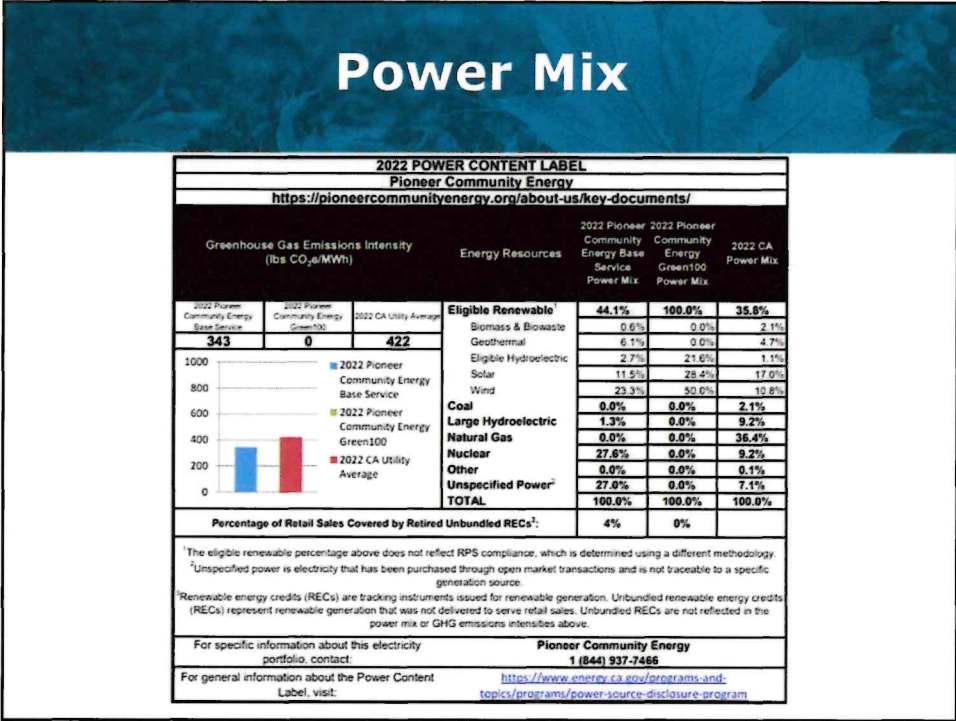 Power Mix
2022 POWER CONTENT LABEL
Pioneer Community Energy
https://pioneercommunityenergy.org/about-us/key-documents/
Greenhouse Gas Emissions Intensity
(lbs CO₂e/MWh)
Energy Resources
2022 Pioneer
Community
Energy Base
Service
Power Mix
2022 Pioneer
Community
Energy
Green100
Power Mix
2022 CA
Power Mix
2022 Pioneer
Community Energy
Base Service
2022 Pioneer
Community Energy
Green100
2022 CA Utility Average
343 0 422
1000
800
600
400
200
0
2022 Pioneer
Community Energy
Base Service
2022 Pioneer
Community Energy
Green100
2022 CA Utility
Average
Eligible Renewable¹ 44.1% 100.0% 35.8%
Biomass & Biowaste 0.6% 0.0% 2.1%
Geothermal 6.1% 0.0% 4.7%
Eligible Hydroelectric 2.7% 21.6% 1.1%
Solar 11.5% 28.4% 17.0%
Wind 23.3% 50.0% 10.8%
Coal 0.0% 0.0% 2.1%
Large Hydroelectric 1.3% 0.0% 9.2%
Natural Gas 0.0% 0.0% 36.4%
Nuclear 27.6% 0.0% 9.2%
Other 0.0% 0.0% 0.1%
Unspecified Power² 27.0% 0.0% 7.1%
TOTAL 100.0% 100.0% 100.0%
Percentage of Retail Sales Covered by Retired Unbundled RECs³: 4% 0%
¹The eligible renewable percentage above does not reflect RPS compliance, which is determined using a different methodology.
²Unspecified power is electricity that has been purchased through open market transactions and is not traceable to a specific
generation source.
³Renewable energy credits (RECs) are tracking instruments issued for renewable generation. Unbundled renewable energy credits
(RECs) represent renewable generation that was not delivered to serve retail sales. Unbundled RECs are not reflected in the
power mix or GHG emissions intensities above.
For specific information about this electricity
portfolio, contact:
Pioneer Community Energy
1 (844) 937-7466
For general information about the Power Content
Label, visit:
https://www.energy.ca.gov/programs-and-
topics/programs/power-source-disclosure-program